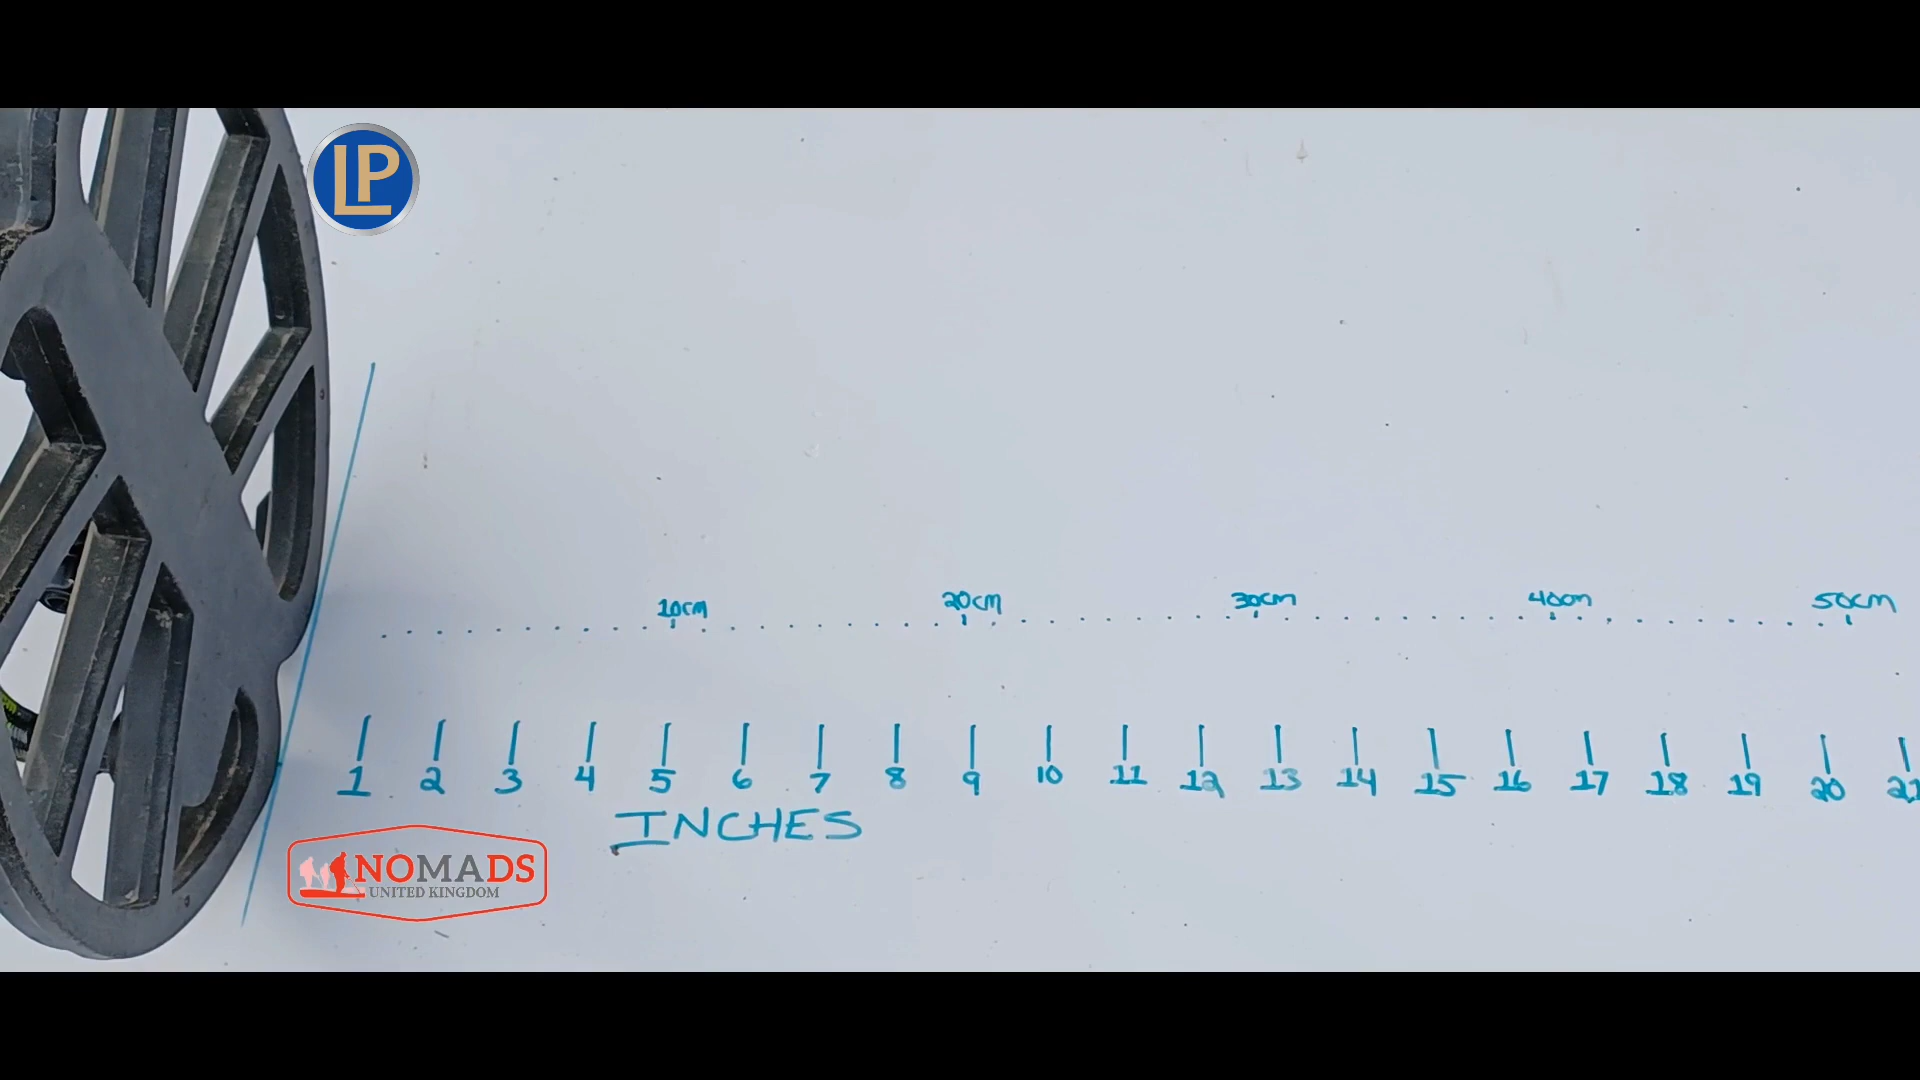 LP
10cm 20cm 30cm 40cm 50cm
1 2 3 4 5 6 7 8 9 10 11 12 13 14 15 16 17 18 19 20 21
INCHES
NOMADS
UNITED KINGDOM